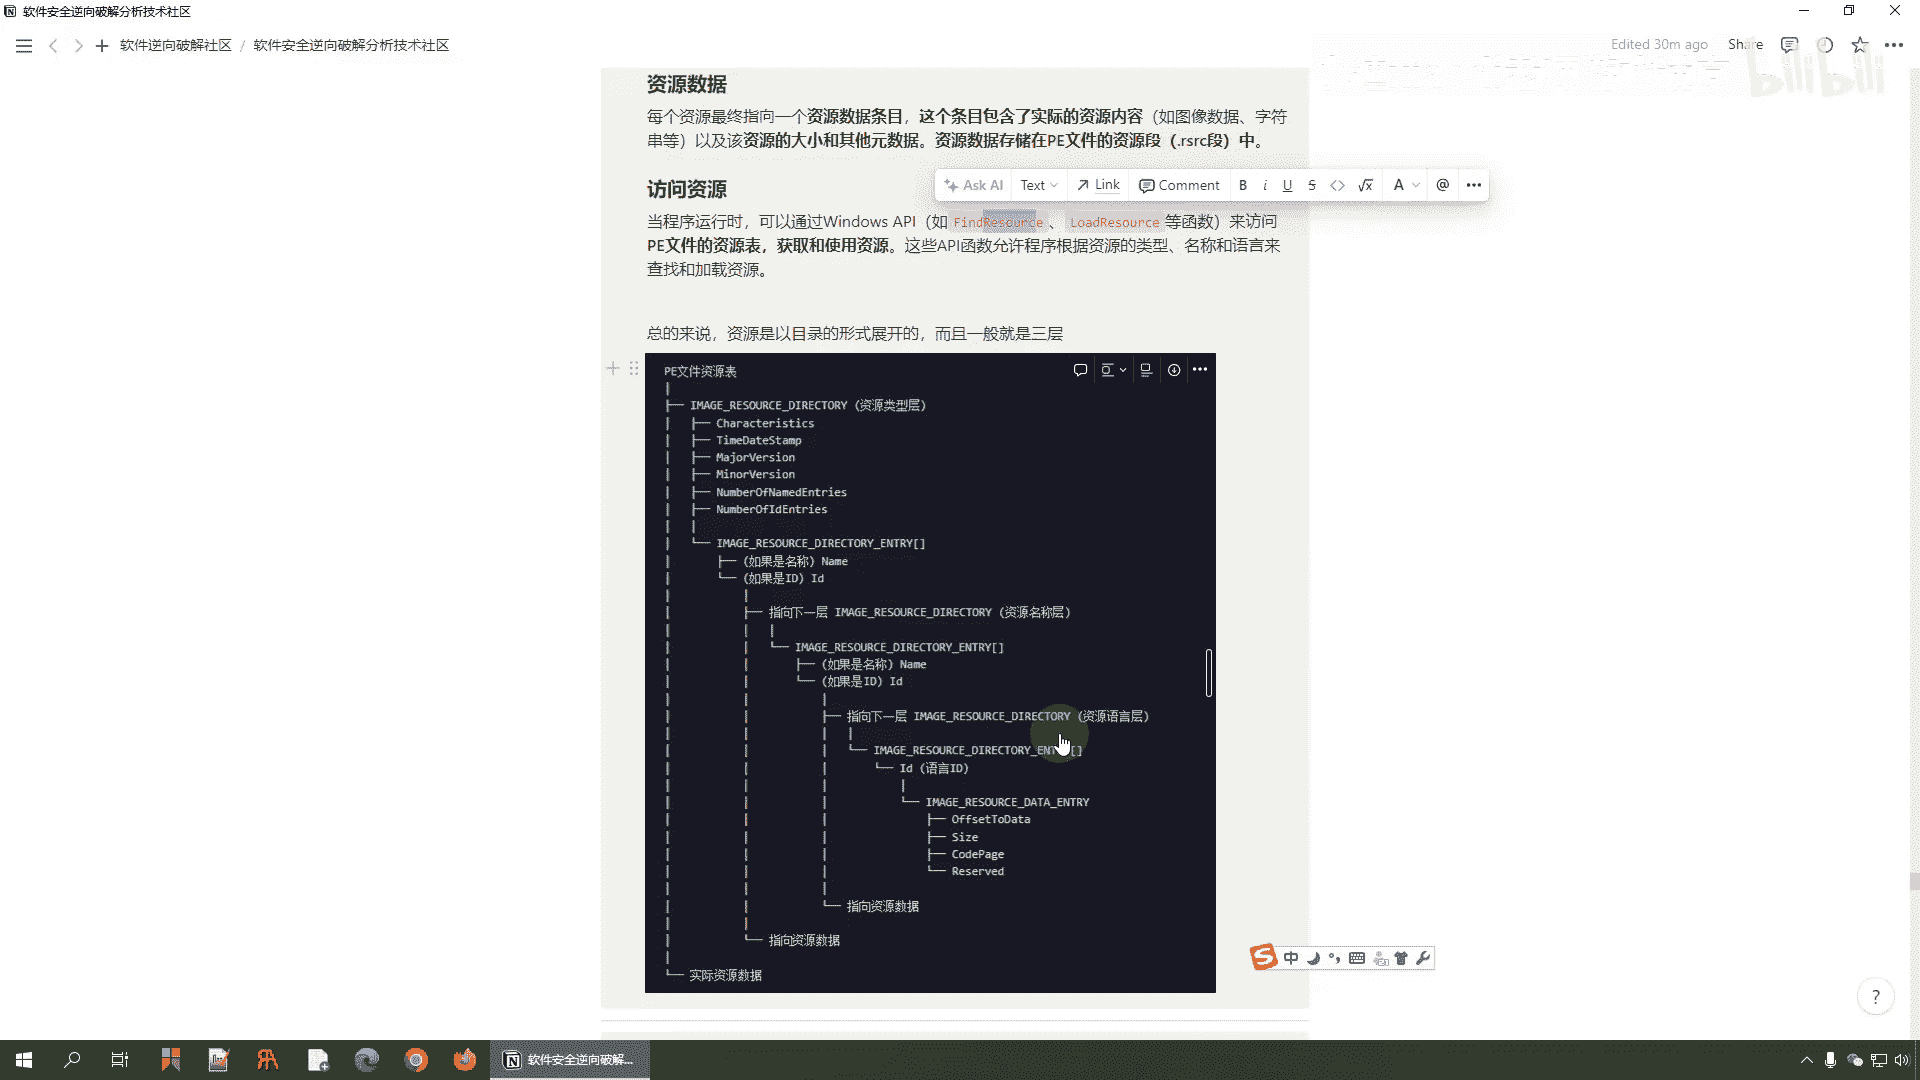 软件安全逆向破解分析技术社区
软件逆向破解社区 / 软件安全逆向破解分析技术社区
Edited 30m ago Share
bilibili
资源数据
每个资源最终指向一个资源数据条目，这个条目包含了实际的资源内容（如图像数据、字符
串等）以及该资源的大小和其他元数据。资源数据存储在PE文件的资源段（.rsrc段）中。
访问资源
Ask AI Text Link Comment B i U S <> √x A @ •••
当程序运行时，可以通过Windows API（如 FindResource 、 LoadResource 等函数）来访问
PE文件的资源表，获取和使用资源。这些API函数允许程序根据资源的类型、名称和语言来
查找和加载资源。
总的来说，资源是以目录的形式展开的，而且一般就是三层
PE文件资源表
IMAGE_RESOURCE_DIRECTORY (资源类型层)
Characteristics
TimeDateStamp
MajorVersion
MinorVersion
NumberOfNamedEntries
NumberOfIdEntries
IMAGE_RESOURCE_DIRECTORY_ENTRY[]
(如果是名称) Name
(如果是ID) Id
指向下一层 IMAGE_RESOURCE_DIRECTORY (资源名称层)
IMAGE_RESOURCE_DIRECTORY_ENTRY[]
(如果是名称) Name
(如果是ID) Id
指向下一层 IMAGE_RESOURCE_DIRECTORY (资源语言层)
IMAGE_RESOURCE_DIRECTORY_ENTRY[]
Id (语言ID)
IMAGE_RESOURCE_DATA_ENTRY
OffsetToData
Size
CodePage
Reserved
指向资源数据
指向资源数据
实际资源数据
S 中
?
软件安全逆向破解...